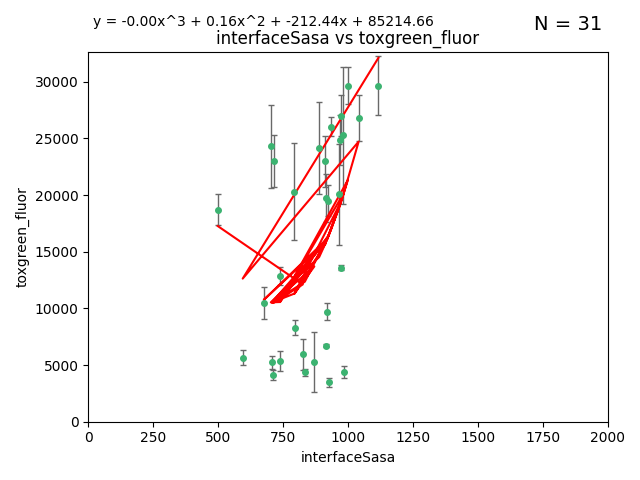 y = -0.00x^3 + 0.16x^2 + -212.44x + 85214.66
N = 31
interfaceSasa vs toxgreen_fluor
30000
25000
20000
15000
10000
5000
0
toxgreen_fluor
0 250 500 750 1000 1250 1500 1750 2000
interfaceSasa